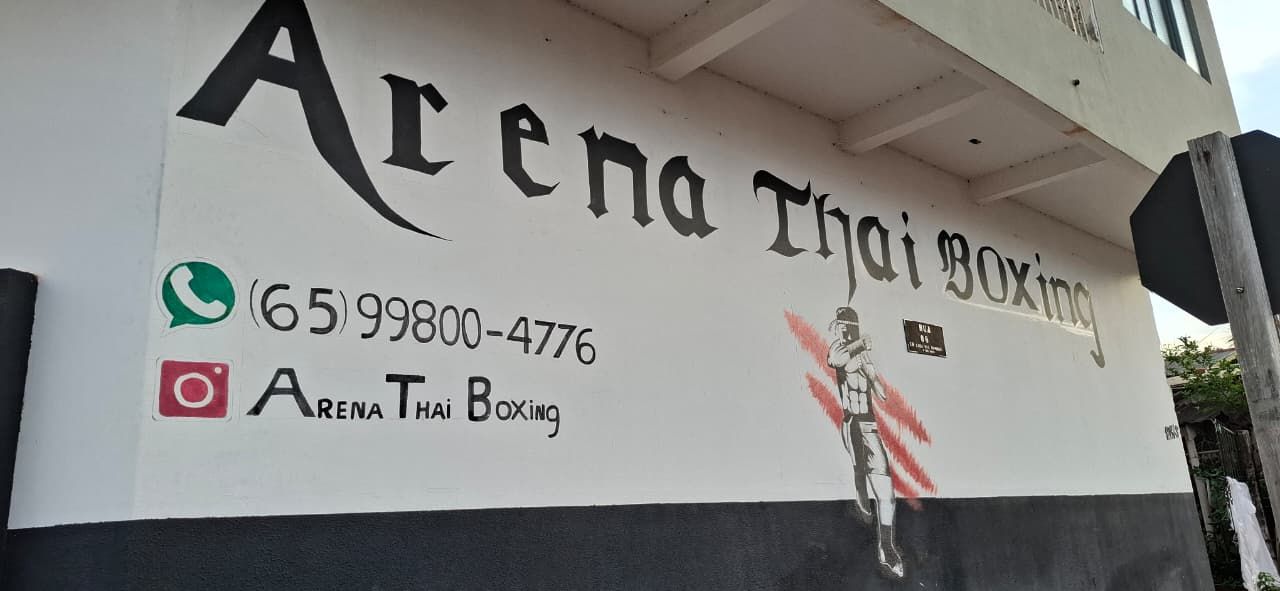 Arena Thai Boxing
(65) 99800-4776
Arena Thai Boxing